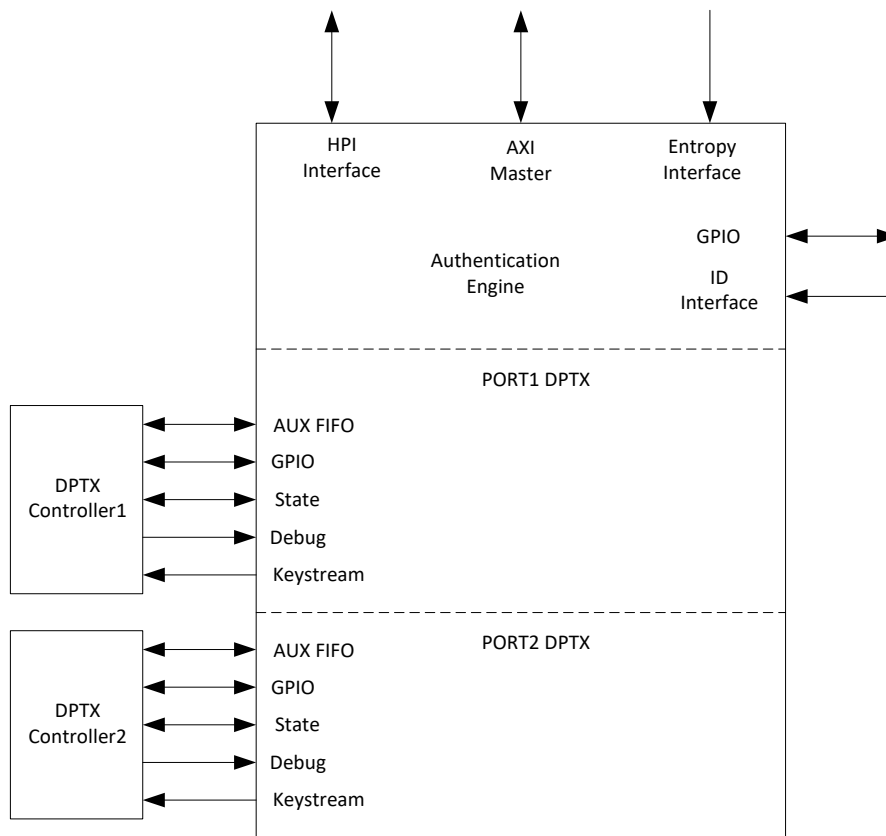 HPI
Interface
AXI
Master
Entropy
Interface
GPIO
Authentication
Engine
ID
Interface
PORT1 DPTX
DPTX
Controller1
AUX FIFO
GPIO
State
Debug
Keystream
PORT2 DPTX
DPTX
Controller2
AUX FIFO
GPIO
State
Debug
Keystream